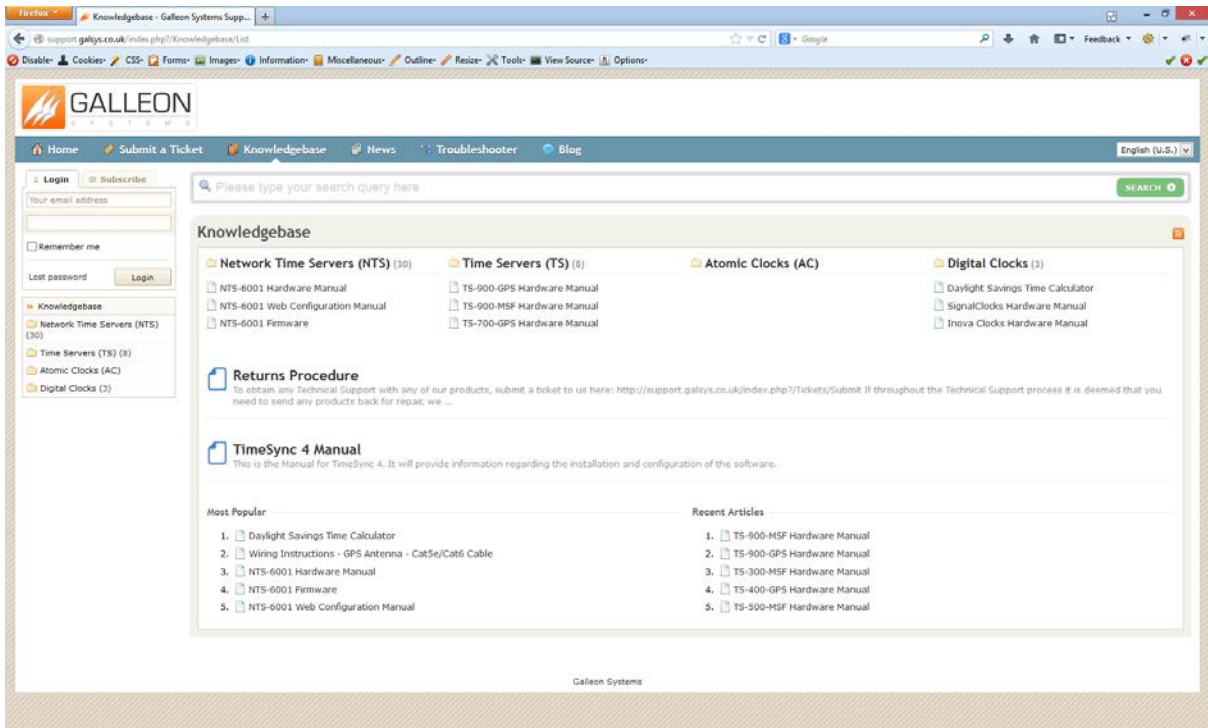 Firefox
Knowledgebase - Galleon Systems Supp...
support.galsys.co.uk/index.php?/Knowledgebase/List
Google
Feedback
Disable Cookies CSS Forms Images Information Miscellaneous Outline Resize Tools View Source Options
GALLEON
SYSTEMS
Home Submit a Ticket Knowledgebase News Troubleshooter Blog
English (U.S.)
Login Subscribe
Your email address
Remember me
Lost password Login
Knowledgebase
Network Time Servers (NTS)
(30)
Time Servers (TS) (8)
Atomic Clocks (AC)
Digital Clocks (3)
Please type your search query here
SEARCH
Knowledgebase
Network Time Servers (NTS) (30)
NTS-6001 Hardware Manual
NTS-6001 Web Configuration Manual
NTS-6001 Firmware
Time Servers (TS) (8)
TS-900-GPS Hardware Manual
TS-900-MSF Hardware Manual
TS-700-GPS Hardware Manual
Atomic Clocks (AC)
Digital Clocks (3)
Daylight Savings Time Calculator
SignalClocks Hardware Manual
Inova Clocks Hardware Manual
Returns Procedure
To obtain any Technical Support with any of our products, submit a ticket to us here: http://support.galsys.co.uk/index.php?/Tickets/Submit If throughout the Technical Support process it is deemed that you
need to send any products back for repair, we ...
TimeSync 4 Manual
This is the Manual for TimeSync 4. It will provide information regarding the installation and configuration of the software.
Most Popular
1. Daylight Savings Time Calculator
2. Wiring Instructions - GPS Antenna - Cat5e/Cat6 Cable
3. NTS-6001 Hardware Manual
4. NTS-6001 Firmware
5. NTS-6001 Web Configuration Manual
Recent Articles
1. TS-900-MSF Hardware Manual
2. TS-900-GPS Hardware Manual
3. TS-300-MSF Hardware Manual
4. TS-400-GPS Hardware Manual
5. TS-500-MSF Hardware Manual
Galleon Systems